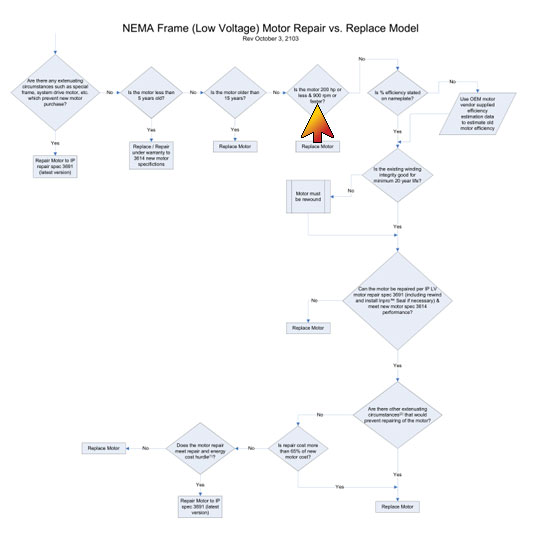 NEMA Frame (Low Voltage) Motor Repair vs. Replace Model
Rev October 3, 2103
Are there any extenuating
circumstances such as special
frame, system drive motor, etc.
which prevent new motor
purchase?
No
Is the motor less than
5 years old?
No
Is the motor older than
15 years?
No
Is the motor 200 hp or
less & 900 rpm or
faster?
No
Is % efficiency stated
on nameplate?
No
Use OEM motor
vendor supplied
efficiency
estimation data
to estimate old
motor efficiency
Yes
Repair Motor to IP
repair spec 3691
(latest version)
Yes
Replace / Repair
under warranty to
3614 new motor
specifictions
Yes
Replace Motor
Replace Motor
Yes
Is the existing winding
integrity good for
minimum 20 year life?
No
Motor must
be rewound
Yes
Can the motor be repaired per IP LV
motor repair spec 3691 (including rewind
and install Inpro™ Seal if necessary) &
meet new motor spec 3614
performance?
No
Replace Motor
Yes
Are there other extenuating
circumstances⁽²⁾ that would
prevent repairing of the motor?
No
Is repair cost more
than 65% of new
motor cost?
No
Does the motor repair
meet repair and energy
cost hurdle⁽¹⁾?
No
Replace Motor
Yes
Repair Motor to IP
spec 3691 (latest
version)
Yes
Yes
Replace Motor